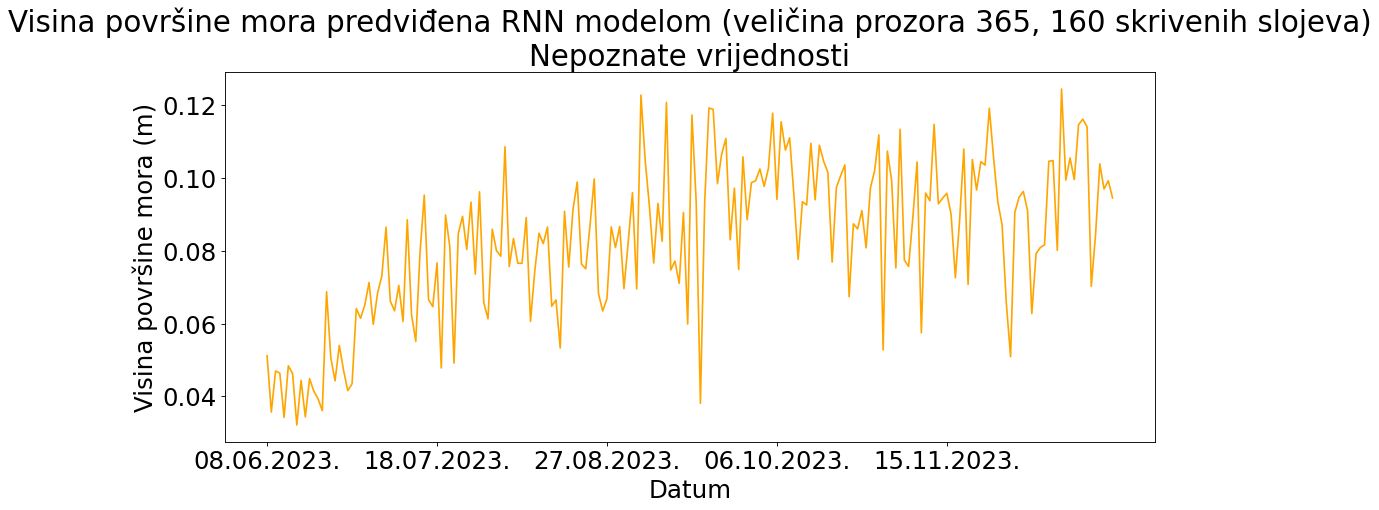 Visina površine mora predviđena RNN modelom (veličina prozora 365, 160 skrivenih slojeva)
Nepoznate vrijednosti
Visina površine mora (m)
0.12
0.10
0.08
0.06
0.04
08.06.2023. 18.07.2023. 27.08.2023. 06.10.2023. 15.11.2023.
Datum